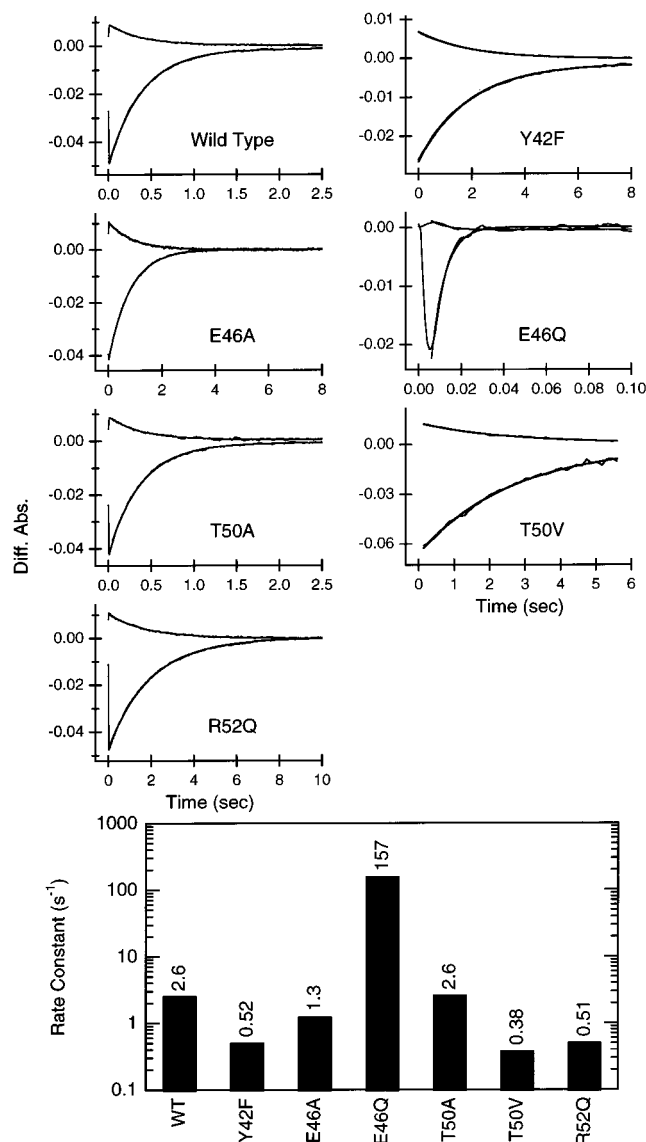 0.00
-0.02
-0.04
Wild Type
0.0 0.5 1.0 1.5 2.0 2.5
0.01
0.00
-0.01
-0.02
Y42F
0 2 4 6 8
0.00
-0.02
-0.04
E46A
0 2 4 6 8
0.00
-0.01
-0.02
E46Q
0.00 0.02 0.04 0.06 0.08 0.10
Diff. Abs.
0.00
-0.02
-0.04
T50A
0.0 0.5 1.0 1.5 2.0 2.5
0.00
-0.03
-0.06
T50V
0 1 2 3 4 5 6
Time (sec)
0.00
-0.02
-0.04
R52Q
0 2 4 6 8 10
Time (sec)
Rate Constant (s⁻¹)
1000
100
10
1
0.1
2.6
0.52
1.3
157
2.6
0.38
0.51
WT
Y42F
E46A
E46Q
T50A
T50V
R52Q